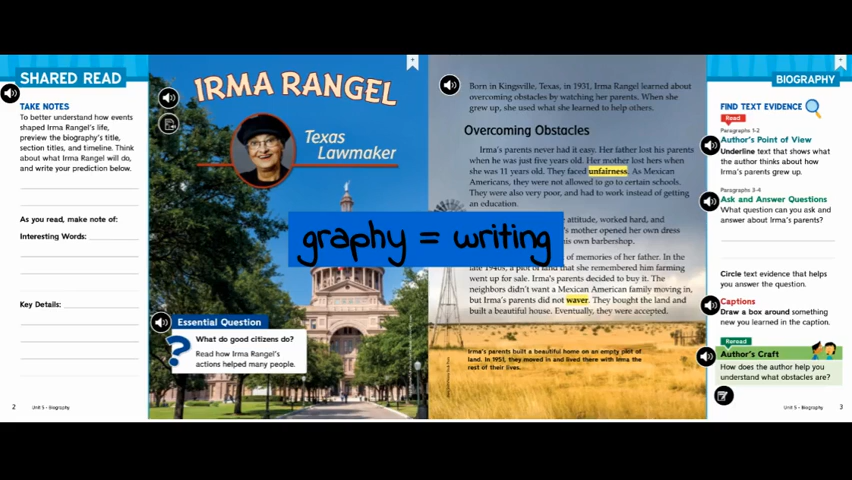 SHARED READ
TAKE NOTES
To better understand how events
shaped Irma Rangel's life,
preview the biography's title,
section titles, and timeline. Think
about what Irma Rangel will do,
and write your prediction below.
As you read, make note of:
Interesting Words:
Key Details:
2 Unit 5 - Biography
IRMA RANGEL
Texas
Lawmaker
Essential Question
What do good citizens do?
Read how Irma Rangel's
actions helped many people.
graphy = writing
Born in Kingsville, Texas, in 1931, Irma Rangel learned about
overcoming obstacles by watching her parents. When she
grew up, she used what she learned to help others.
Overcoming Obstacles
Irma's parents never had it easy. Her father lost his parents
when he was just five years old. Her mother lost hers when
she was 11 years old. They faced unfairness. As Mexican
Americans, they were not allowed to go to certain schools.
They were also very poor, and had to work instead of getting
an education.
attitude, worked hard, and
mother opened her own dress
his own barbershop.
of memories of her father. In the
late 1940s, a plot of land that she remembered him farming
went up for sale. Irma's parents decided to buy it. The
neighbors didn't want a Mexican American family moving in,
but Irma's parents did not waver. They bought the land and
built a beautiful house. Eventually, they were accepted.
Irma's parents built a beautiful home on an empty plot of
land. In 1951, they moved in and lived there with Irma the
rest of their lives.
BIOGRAPHY
FIND TEXT EVIDENCE
Read
Paragraphs 1-2
Author's Point of View
Underline text that shows what
the author thinks about how
Irma's parents grew up.
Paragraphs 3-4
Ask and Answer Questions
What question can you ask and
answer about Irma's parents?
Circle text evidence that helps
you answer the question.
Captions
Draw a box around something
new you learned in the caption.
Reread
Author's Craft
How does the author help you
understand what obstacles are?
Unit 5 - Biography 3